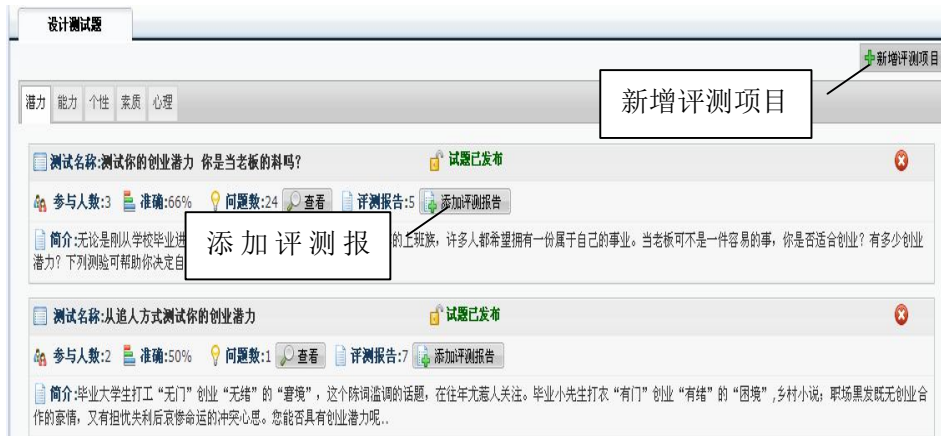 设计测试题
新增评测项目
新增评测项目
潜力 能力 个性 素质 心理
测试名称:测试你的创业潜力 你是当老板的料吗? 试题已发布
参与人数:3 准确:66% 问题数:24 查看 评测报告:5 添加评测报告
添加评测报
简介:无论是刚从学校毕业进 的上班族，许多人都希望拥有一份属于自己的事业。当老板可不是一件容易的事，你是否适合创业？有多少创业
潜力？下列测验可帮助你决定自
测试名称:从追人方式测试你的创业潜力 试题已发布
参与人数:2 准确:50% 问题数:1 查看 评测报告:7 添加评测报告
简介:毕业大学生打工“无门”创业“无绪”的“窘境”，这个陈词滥调的话题，在往年尤惹人关注。毕业小先生打农“有门”创业“有绪”的“困境”,乡村小说；职场黑发既无创业合
作的豪情，又有担忧失利后哀惨命运的冲突心思。您能否具有创业潜力呢..